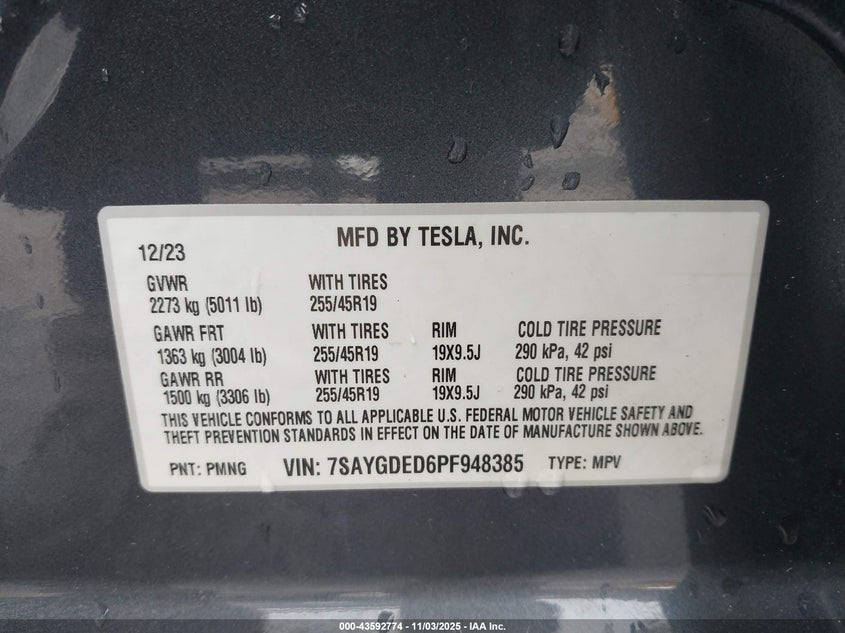 MFD BY TESLA, INC.
12/23
GVWR WITH TIRES
2273 kg (5011 lb) 255/45R19
GAWR FRT WITH TIRES RIM COLD TIRE PRESSURE
1363 kg (3004 lb) 255/45R19 19X9.5J 290 kPa, 42 psi
GAWR RR WITH TIRES RIM COLD TIRE PRESSURE
1500 kg (3306 lb) 255/45R19 19X9.5J 290 kPa, 42 psi
THIS VEHICLE CONFORMS TO ALL APPLICABLE U.S. FEDERAL MOTOR VEHICLE SAFETY AND
THEFT PREVENTION STANDARDS IN EFFECT ON THE DATE OF MANUFACTURE SHOWN ABOVE.
PNT: PMNG VIN: 7SAYGDED6PF948385 TYPE: MPV
000-43592774 - 11/03/2025 - IAA Inc.